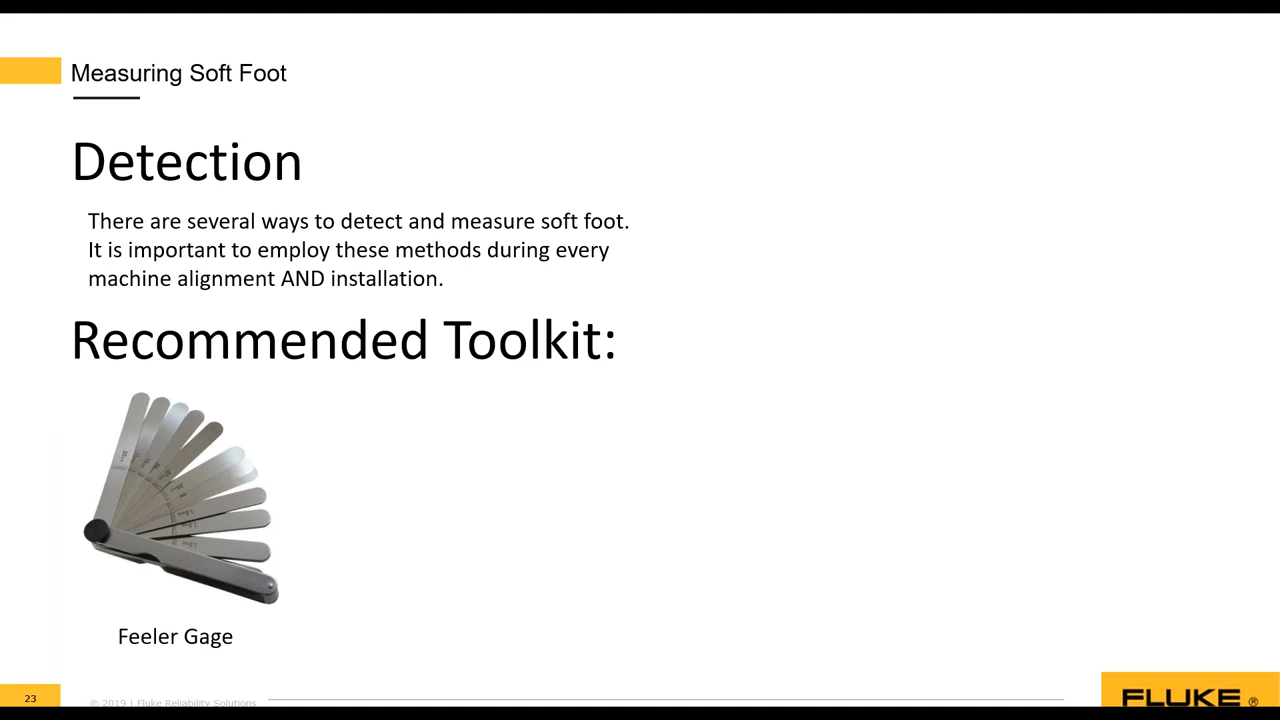 Measuring Soft Foot
Detection
There are several ways to detect and measure soft foot.
It is important to employ these methods during every
machine alignment AND installation.
Recommended Toolkit:
Feeler Gage
23
© 2019 | Fluke Reliability Solutions
FLUKE ®